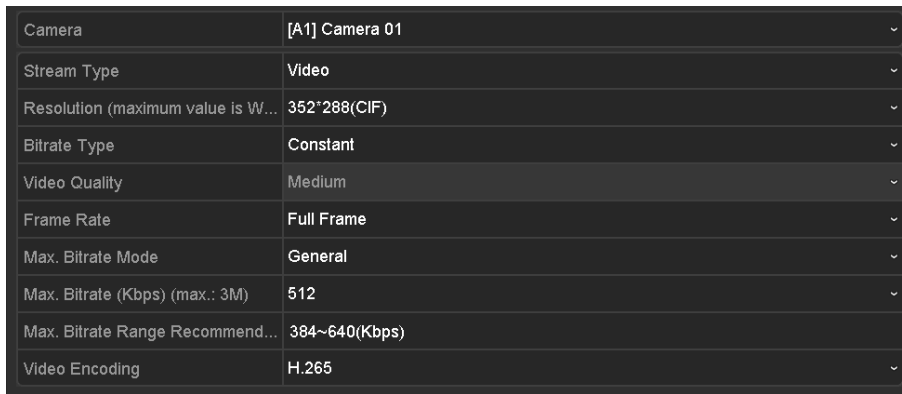 Camera [A1] Camera 01
Stream Type Video
Resolution (maximum value is W... 352*288(CIF)
Bitrate Type Constant
Video Quality Medium
Frame Rate Full Frame
Max. Bitrate Mode General
Max. Bitrate (Kbps) (max.: 3M) 512
Max. Bitrate Range Recommend... 384~640(Kbps)
Video Encoding H.265